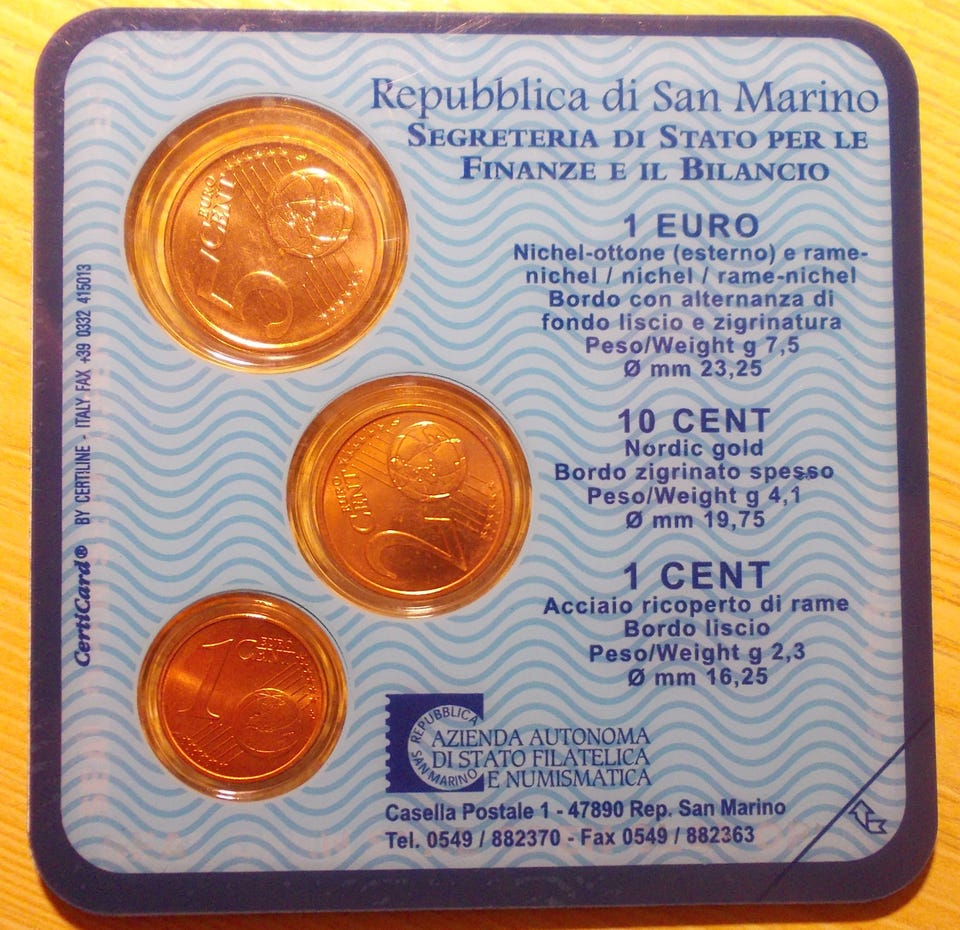 Repubblica di San Marino
SEGRETERIA DI STATO PER LE
FINANZE E IL BILANCIO
1 EURO
Nichel-ottone (esterno) e rame-
nichel / nichel / rame-nichel
Bordo con alternanza di
fondo liscio e zigrinatura
Peso/Weight g 7,5
Ø mm 23,25
10 CENT
Nordic gold
Bordo zigrinato spesso
Peso/Weight g 4,1
Ø mm 19,75
1 CENT
Acciaio ricoperto di rame
Bordo liscio
Peso/Weight g 2,3
Ø mm 16,25
REPUBBLICA
SAN MARINO
AZIENDA AUTONOMA
DI STATO FILATELICA
E NUMISMATICA
Casella Postale 1 - 47890 Rep. San Marino
Tel. 0549 / 882370 - Fax 0549 / 882363
CertiCard® BY CERTILINE - ITALY FAX +39 0332 415013
5 EURO
CENT
2 EURO
CENT
1 EURO
CENT